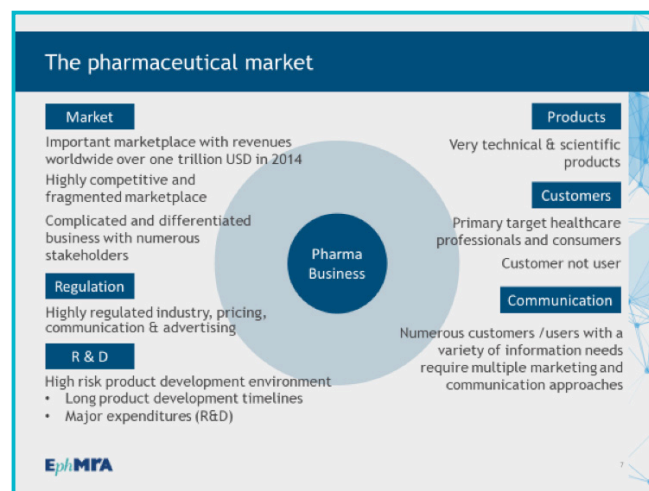 The pharmaceutical market
Market
Important marketplace with revenues
worldwide over one trillion USD in 2014
Highly competitive and
fragmented marketplace
Complicated and differentiated
business with numerous
stakeholders
Regulation
Highly regulated industry, pricing,
communication & advertising
R & D
High risk product development environment
• Long product development timelines
• Major expenditures (R&D)
Pharma
Business
Products
Very technical & scientific
products
Customers
Primary target healthcare
professionals and consumers
Customer not user
Communication
Numerous customers /users with a
variety of information needs
require multiple marketing and
communication approaches
EphMRA
7